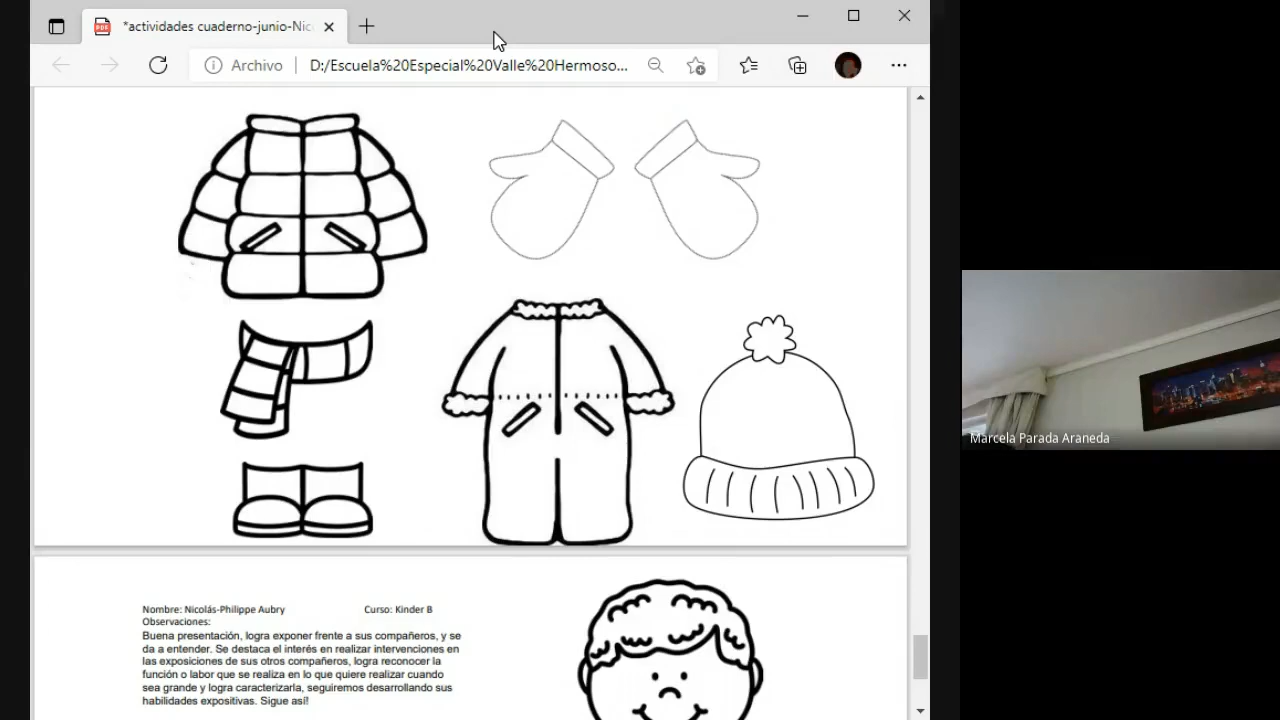 *actividades cuaderno-junio-Nic
Archivo
D:/Escuela%20Especial%20Valle%20Hermoso...
Marcela Parada Araneda
Nombre: Nicolás-Philippe Aubry Curso: Kinder B
Observaciones:
Buena presentación, logra exponer frente a sus compañeros, y se
da a entender. Se destaca el interés en realizar intervenciones en
las exposiciones de sus otros compañeros, logra reconocer la
función o labor que se realiza en lo que quiere realizar cuando
sea grande y logra caracterizarla, seguiremos desarrollando sus
habilidades expositivas. Sigue así!